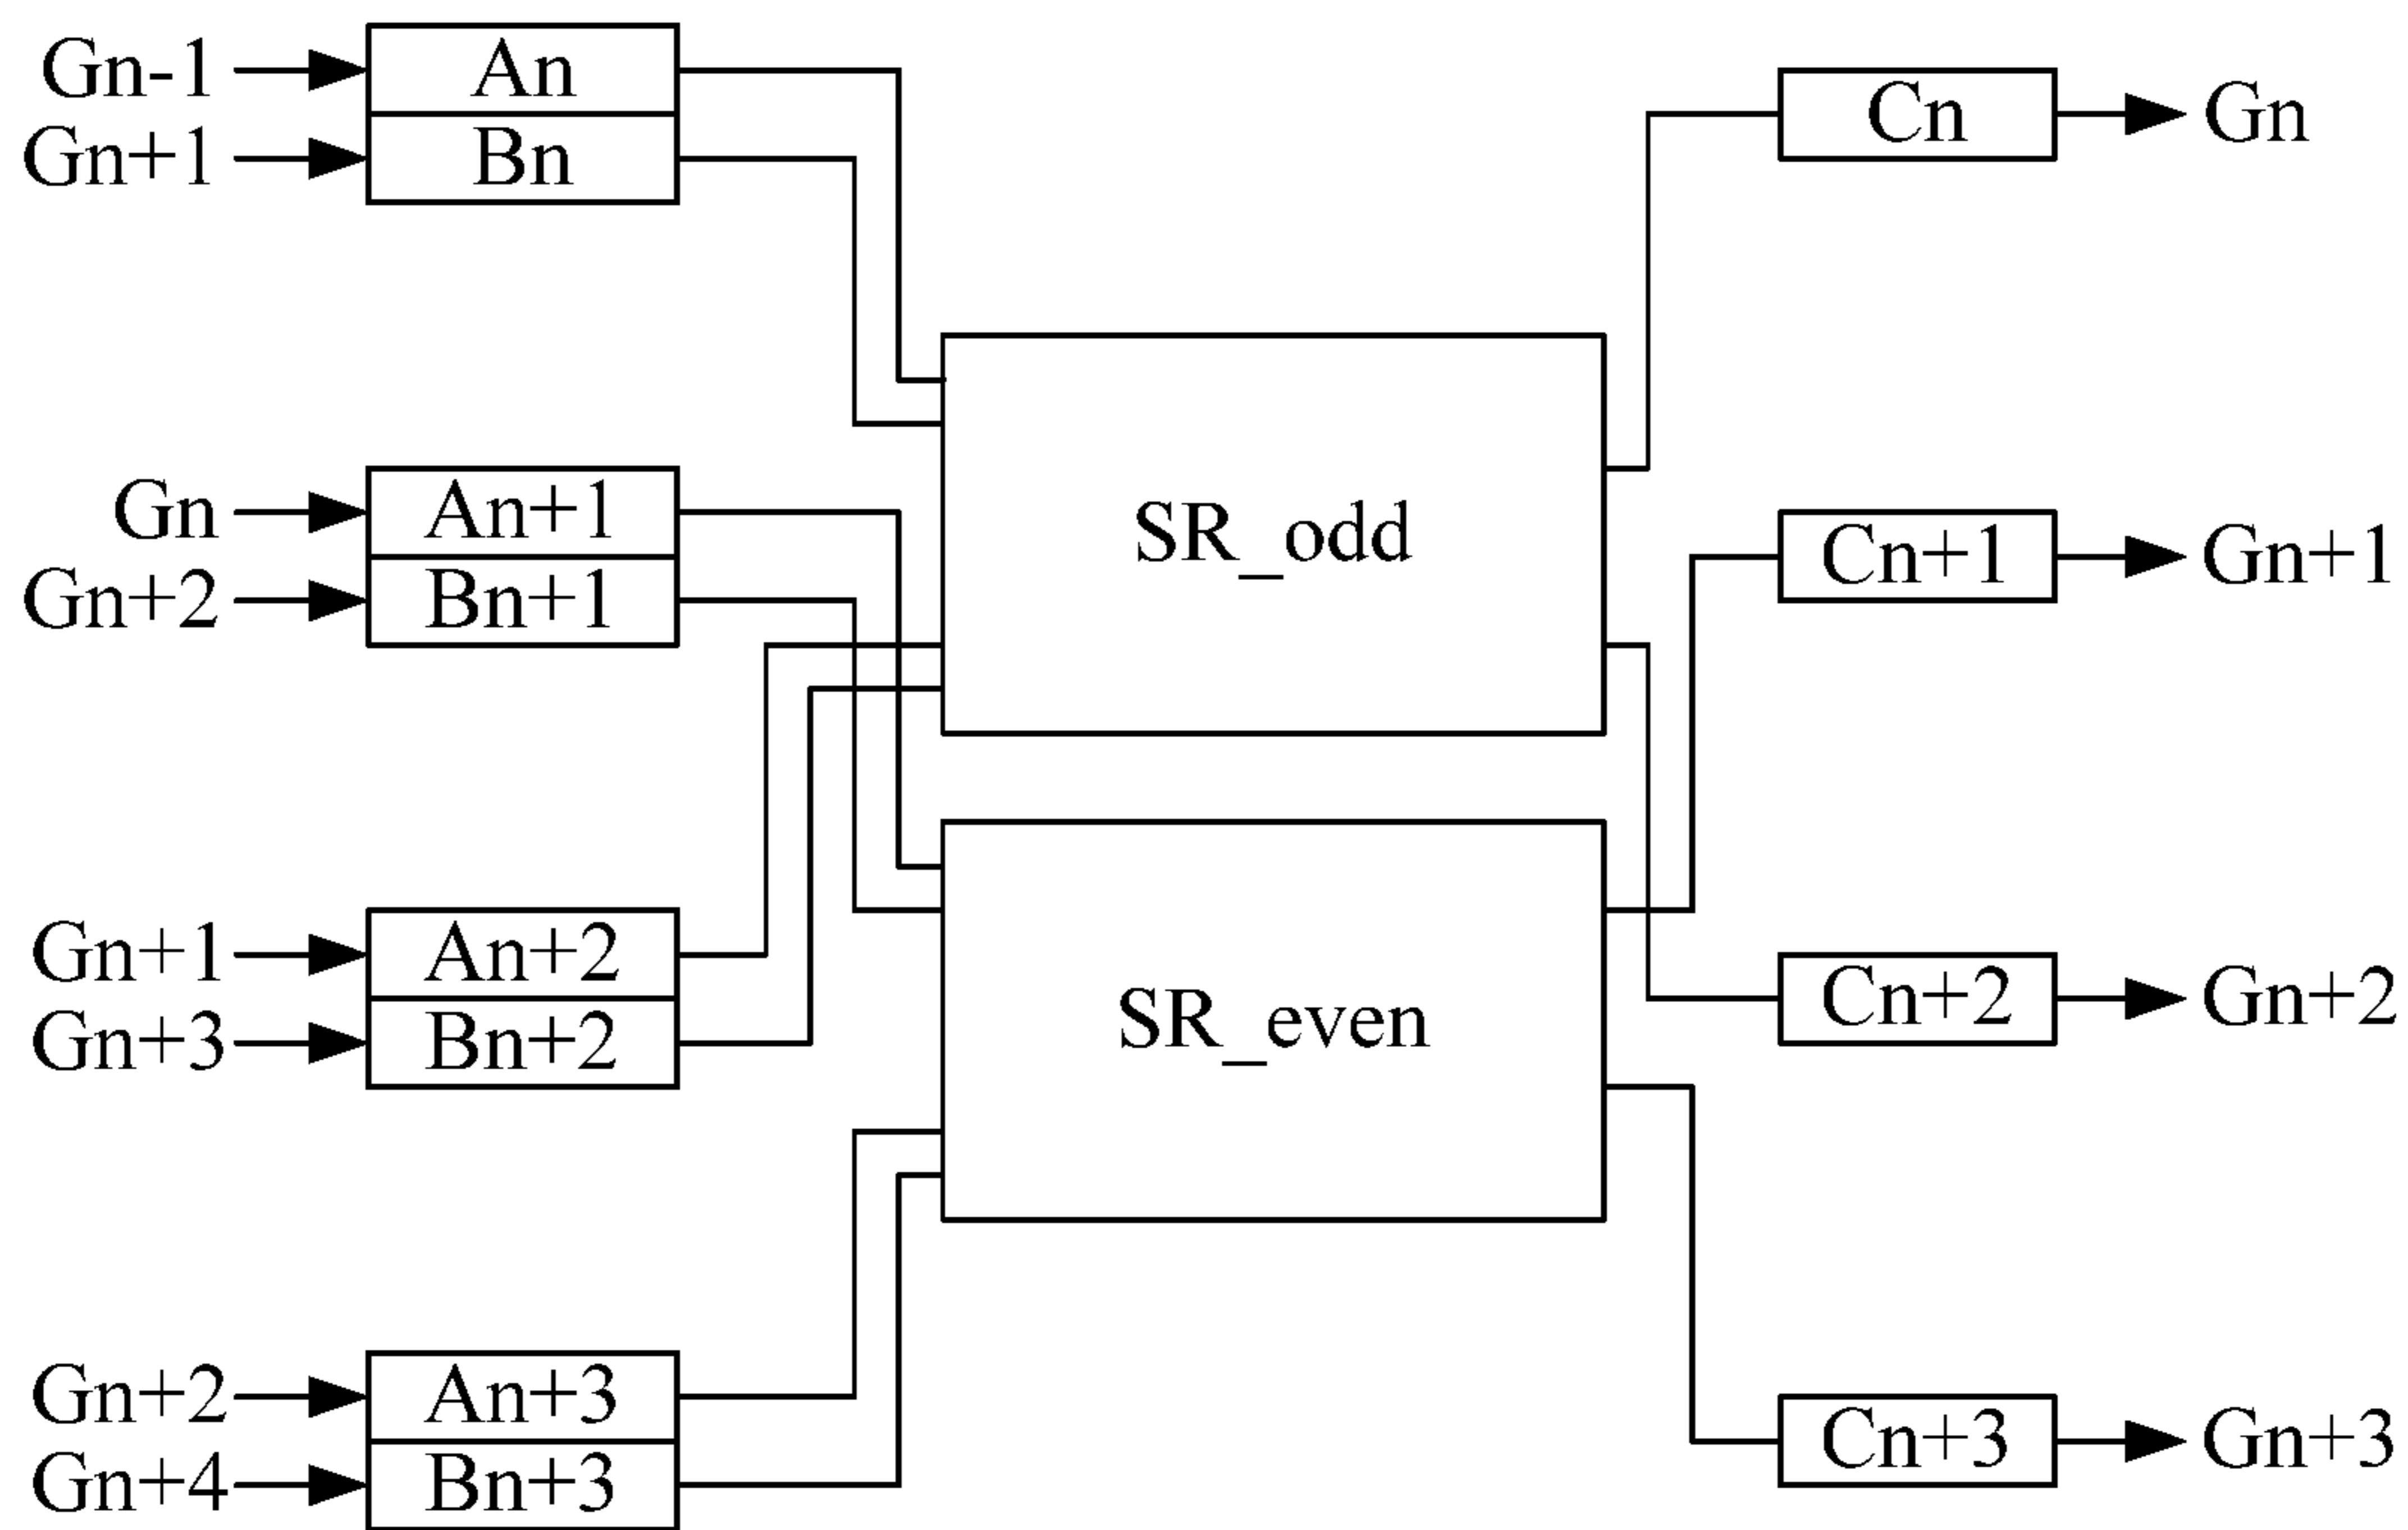 Gn-1 An
Gn+1 Bn
Cn Gn
Gn An+1
Gn+2 Bn+1
SR_odd
Cn+1 Gn+1
Gn+1 An+2
Gn+3 Bn+2
SR_even
Cn+2 Gn+2
Gn+2 An+3
Gn+4 Bn+3
Cn+3 Gn+3